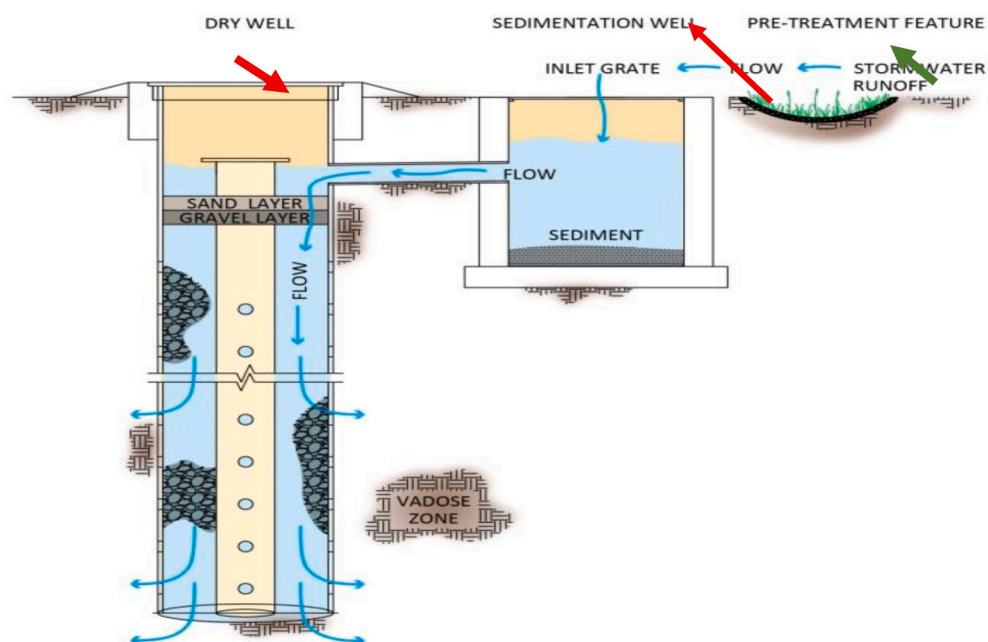 DRY WELL
SEDIMENTATION WELL
PRE-TREATMENT FEATURE
INLET GRATE
FLOW
STORMWATER
RUNOFF
FLOW
SAND LAYER
GRAVEL LAYER
SEDIMENT
FLOW
VADOSE
ZONE